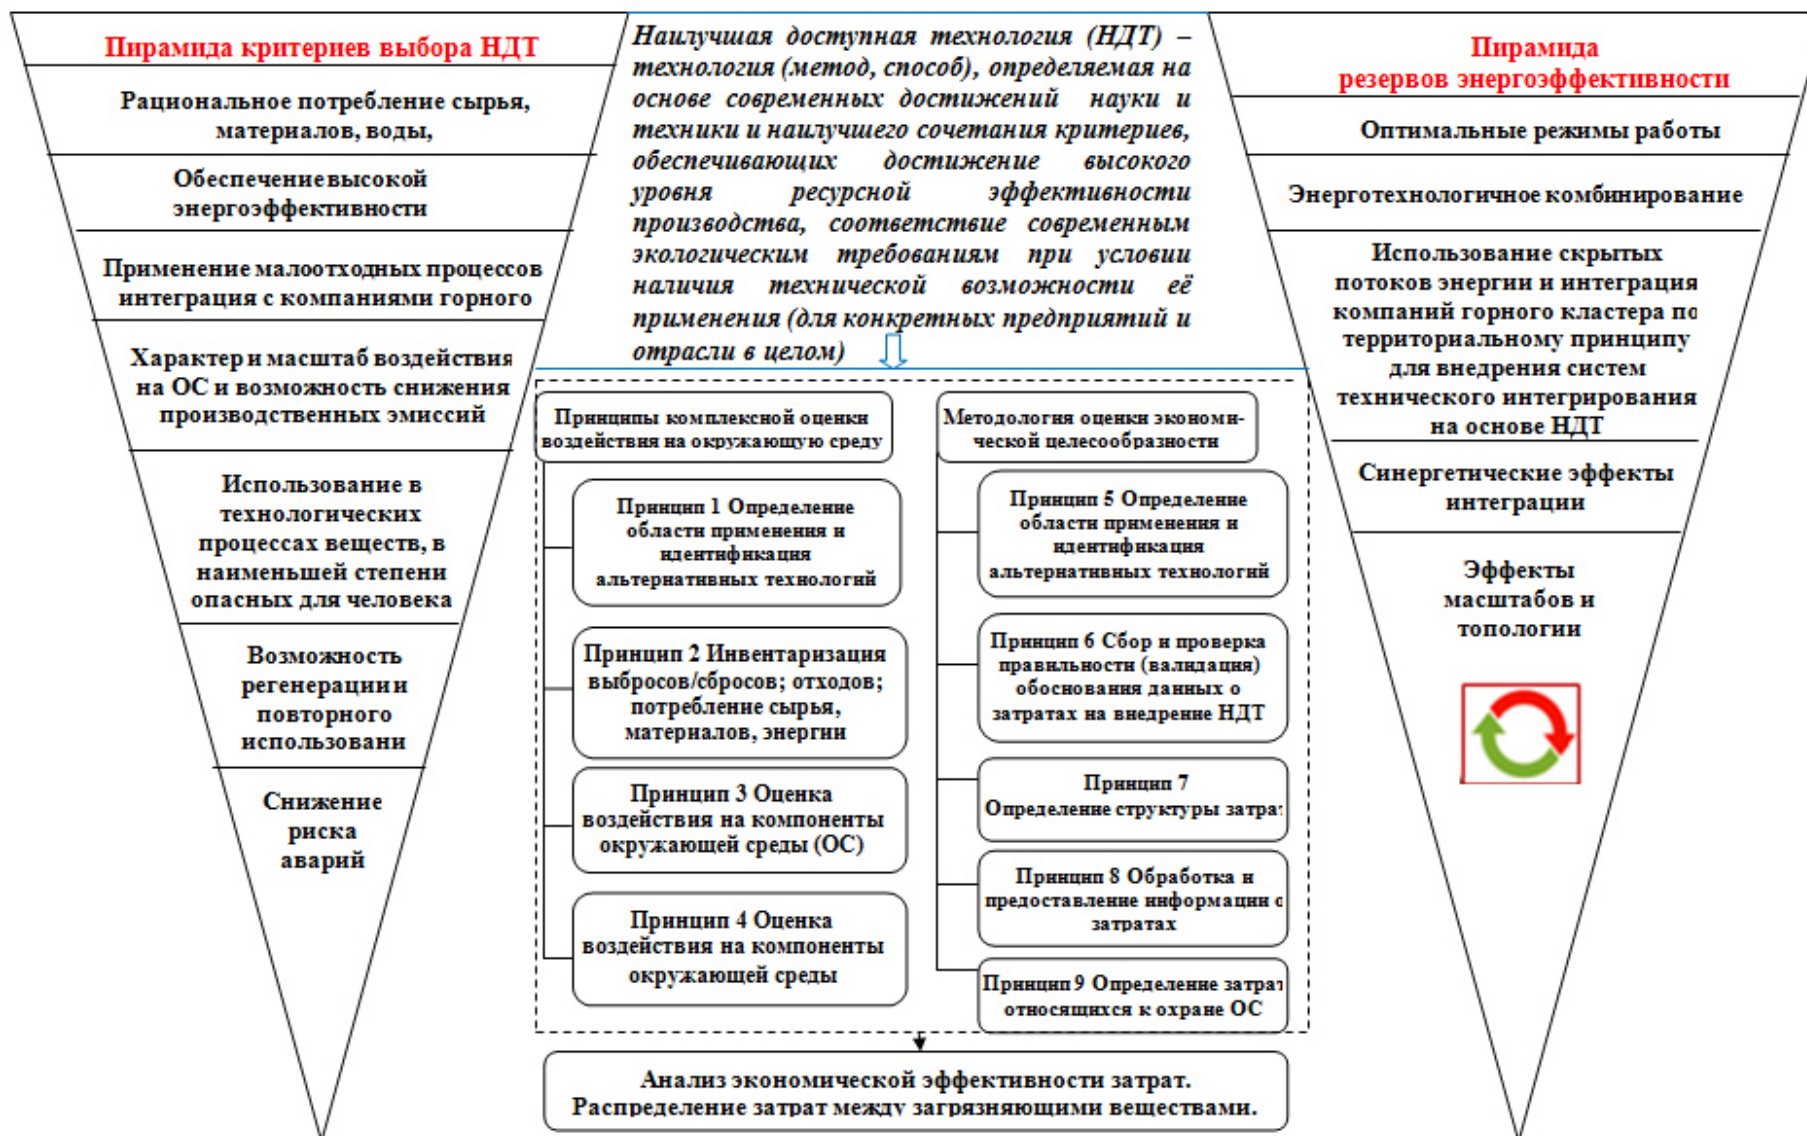 Пирамида критериев выбора НДТ
Рациональное потребление сырья,
материалов, воды,
Обеспечение высокой
энергоэффективности
Применение малоотходных процессов
интеграция с компаниями горного
Характер и масштаб воздействия
на ОС и возможность снижения
производственных эмиссий
Использование в
технологических
процессах веществ, в
наименьшей степени
опасных для человека
Возможность
регенерации и
повторного
использовани
Снижение
риска
аварий
Наилучшая доступная технология (НДТ) –
технология (метод, способ), определяемая на
основе современных достижений науки и
техники и наилучшего сочетания критериев,
обеспечивающих достижение высокого
уровня ресурсной эффективности
производства, соответствие современным
экологическим требованиям при условии
наличия технической возможности её
применения (для конкретных предприятий и
отрасли в целом)
Принципы комплексной оценки
воздействия на окружающую среду
Принцип 1 Определение
области применения и
идентификация
альтернативных технологий
Принцип 2 Инвентаризация
выбросов/сбросов; отходов;
потребление сырья,
материалов, энергии
Принцип 3 Оценка
воздействия на компоненты
окружающей среды (ОС)
Принцип 4 Оценка
воздействия на компоненты
окружающей среды
Методология оценки экономи-
ческой целесообразности
Принцип 5 Определение
области применения и
идентификация
альтернативных технологий
Принцип 6 Сбор и проверка
правильности (валидация)
обоснования данных о
затратах на внедрение НДТ
Принцип 7
Определение структуры затрат
Принцип 8 Обработка и
предоставление информации о
затратах
Принцип 9 Определение затрат
относящихся к охране ОС
Анализ экономической эффективности затрат.
Распределение затрат между загрязняющими веществами.
Пирамида
резервов энергоэффективности
Оптимальные режимы работы
Энерготехнологичное комбинирование
Использование скрытых
потоков энергии и интеграция
компаний горного кластера по
территориальному принципу
для внедрения систем
технического интегрирования
на основе НДТ
Синергетические эффекты
интеграции
Эффекты
масштабов и
топологии